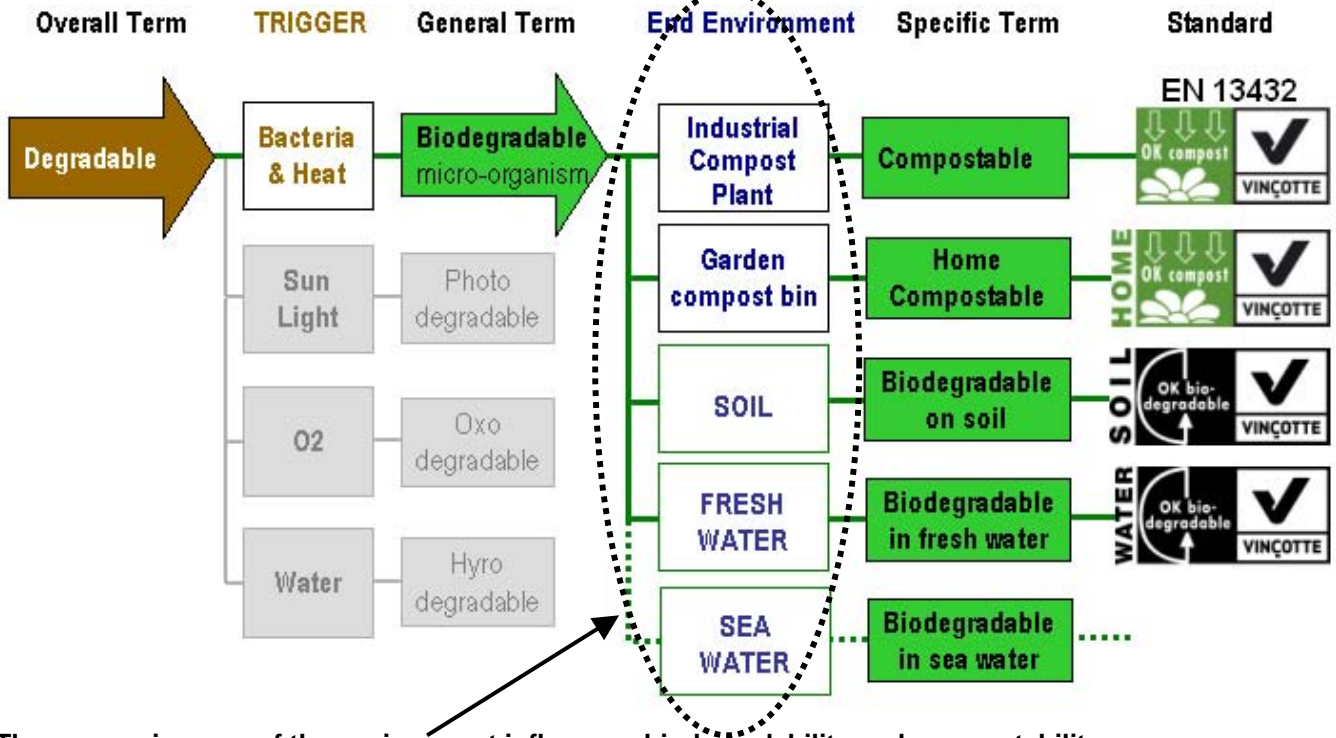 Overall Term
TRIGGER
General Term
End Environment
Specific Term
Standard
Degradable
Bacteria
& Heat
Biodegradable
micro-organism
Industrial
Compost
Plant
Compostable
EN 13432
OK compost
VINÇOTTE
Sun
Light
Photo
degradable
Garden
compost bin
Home
Compostable
HOME
OK compost
VINÇOTTE
O2
Oxo
degradable
SOIL
Biodegradable
on soil
SOIL
OK bio-
degradable
VINÇOTTE
FRESH
WATER
Biodegradable
in fresh water
WATER
OK bio-
degradable
VINÇOTTE
Water
Hyro
degradable
SEA
WATER
Biodegradable
in sea water